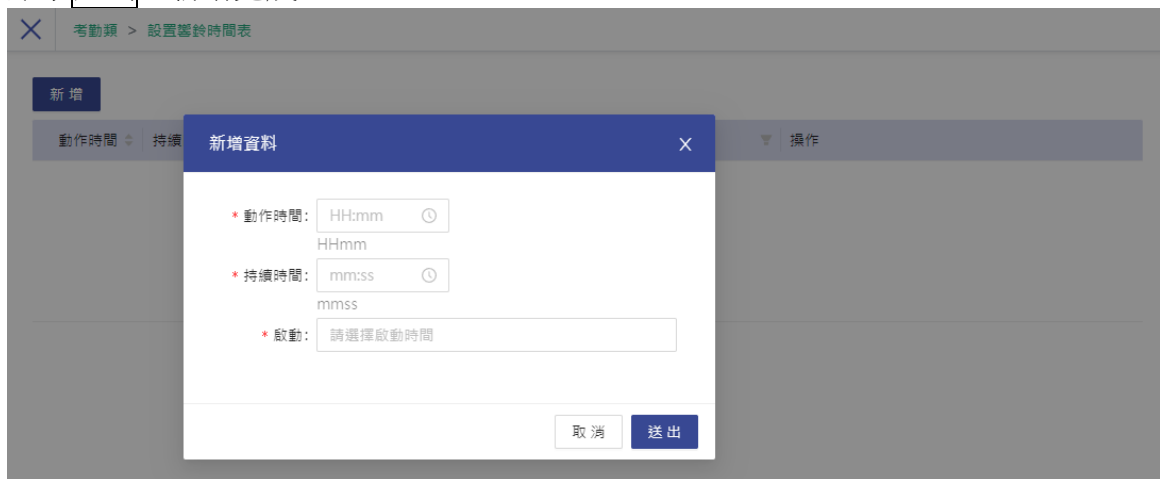 考勤類 > 設置響鈴時間表
新增
動作時間 持續 操作
新增資料
* 動作時間:
HH:mm
HHmm
* 持續時間:
mm:ss
mmss
* 啟動:
請選擇啟動時間
取消 送出